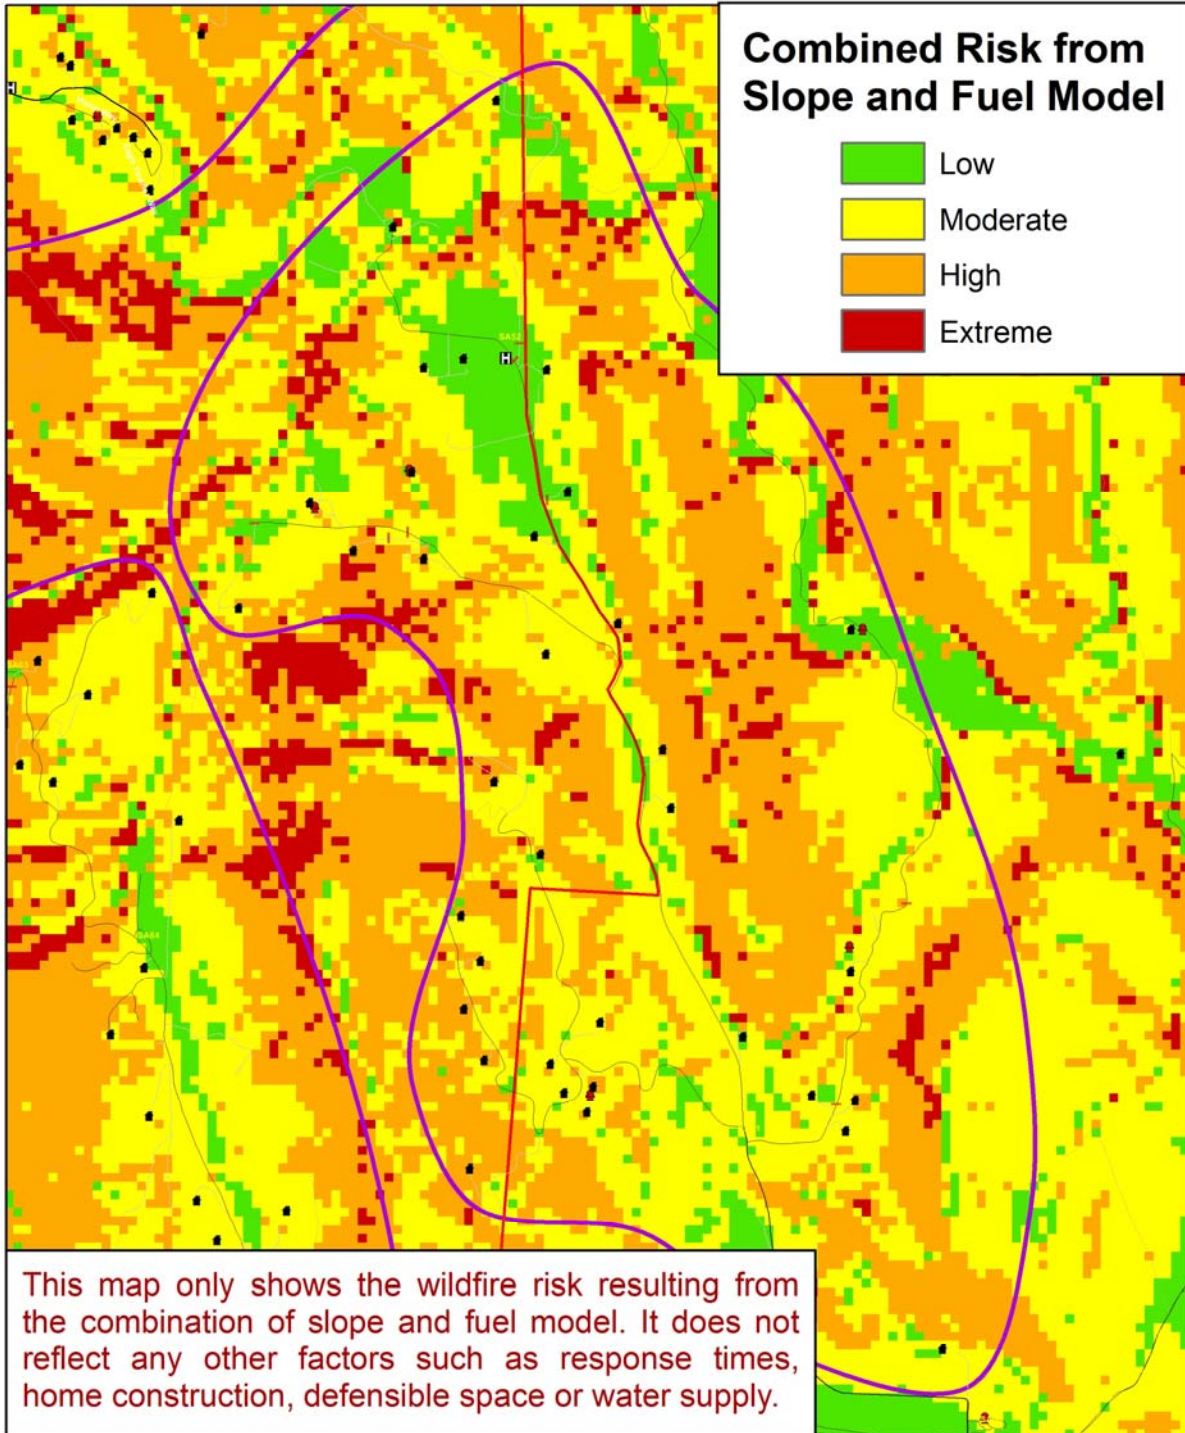 Combined Risk from
Slope and Fuel Model
Low
Moderate
High
Extreme
H
SA52
H
SA64
This map only shows the wildfire risk resulting from
the combination of slope and fuel model. It does not
reflect any other factors such as response times,
home construction, defensible space or water supply.